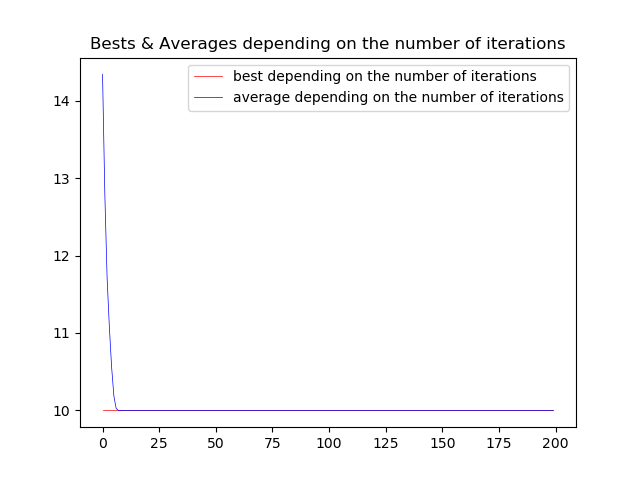 Bests & Averages depending on the number of iterations
best depending on the number of iterations
average depending on the number of iterations
14
13
12
11
10
0 25 50 75 100 125 150 175 200